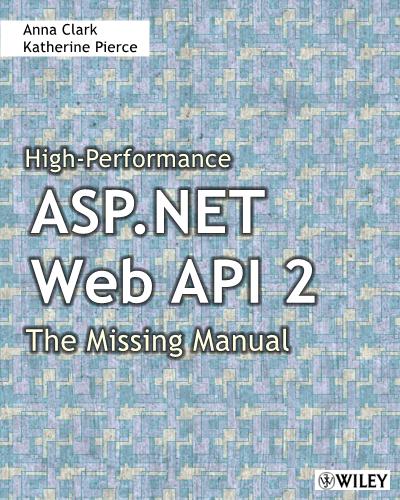 Anna Clark
Katherine Pierce
High-Performance
ASP.NET
Web API 2
The Missing Manual
WILEY